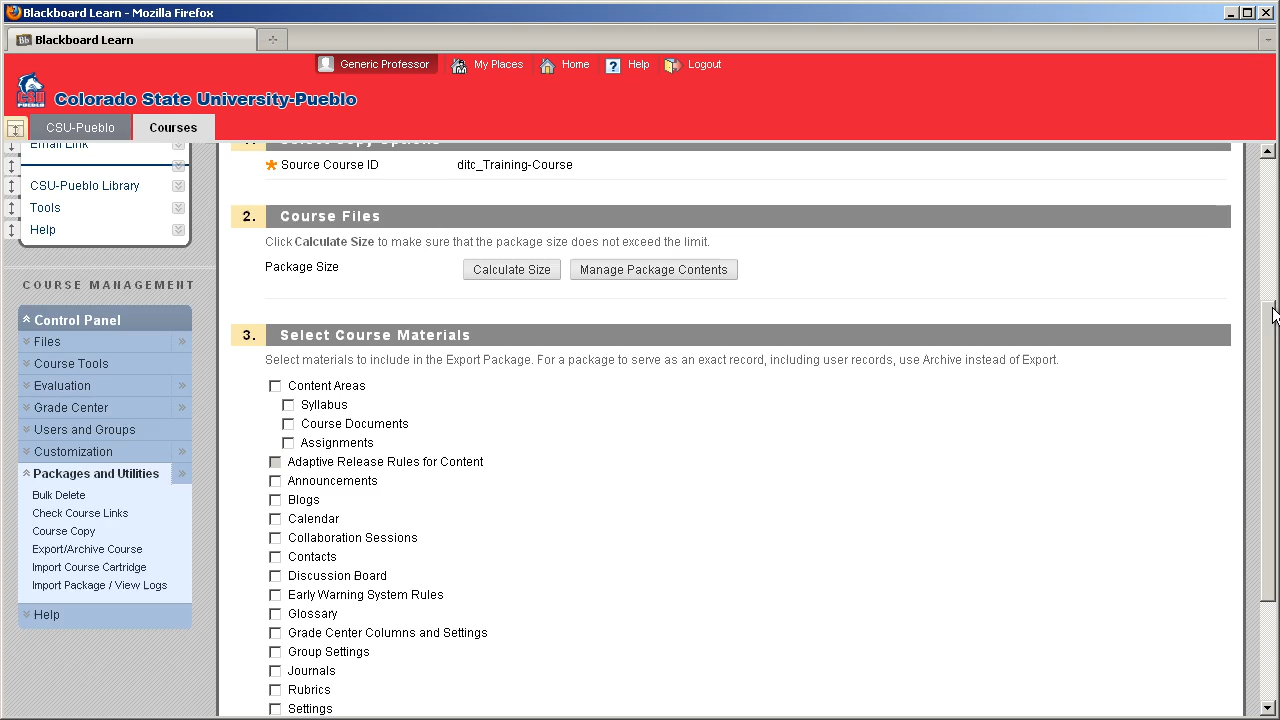 Blackboard Learn - Mozilla Firefox
Bb Blackboard Learn
Generic Professor My Places Home Help Logout
CSU PUEBLO Colorado State University-Pueblo
CSU-Pueblo Courses
Email Link
CSU-Pueblo Library
Tools
Help
COURSE MANAGEMENT
Control Panel
Files
Course Tools
Evaluation
Grade Center
Users and Groups
Customization
Packages and Utilities
Bulk Delete
Check Course Links
Course Copy
Export/Archive Course
Import Course Cartridge
Import Package / View Logs
Help
1. Select Copy Options
Source Course ID ditc_Training-Course
2. Course Files
Click Calculate Size to make sure that the package size does not exceed the limit.
Package Size Calculate Size Manage Package Contents
3. Select Course Materials
Select materials to include in the Export Package. For a package to serve as an exact record, including user records, use Archive instead of Export.
Content Areas
Syllabus
Course Documents
Assignments
Adaptive Release Rules for Content
Announcements
Blogs
Calendar
Collaboration Sessions
Contacts
Discussion Board
Early Warning System Rules
Glossary
Grade Center Columns and Settings
Group Settings
Journals
Rubrics
Settings